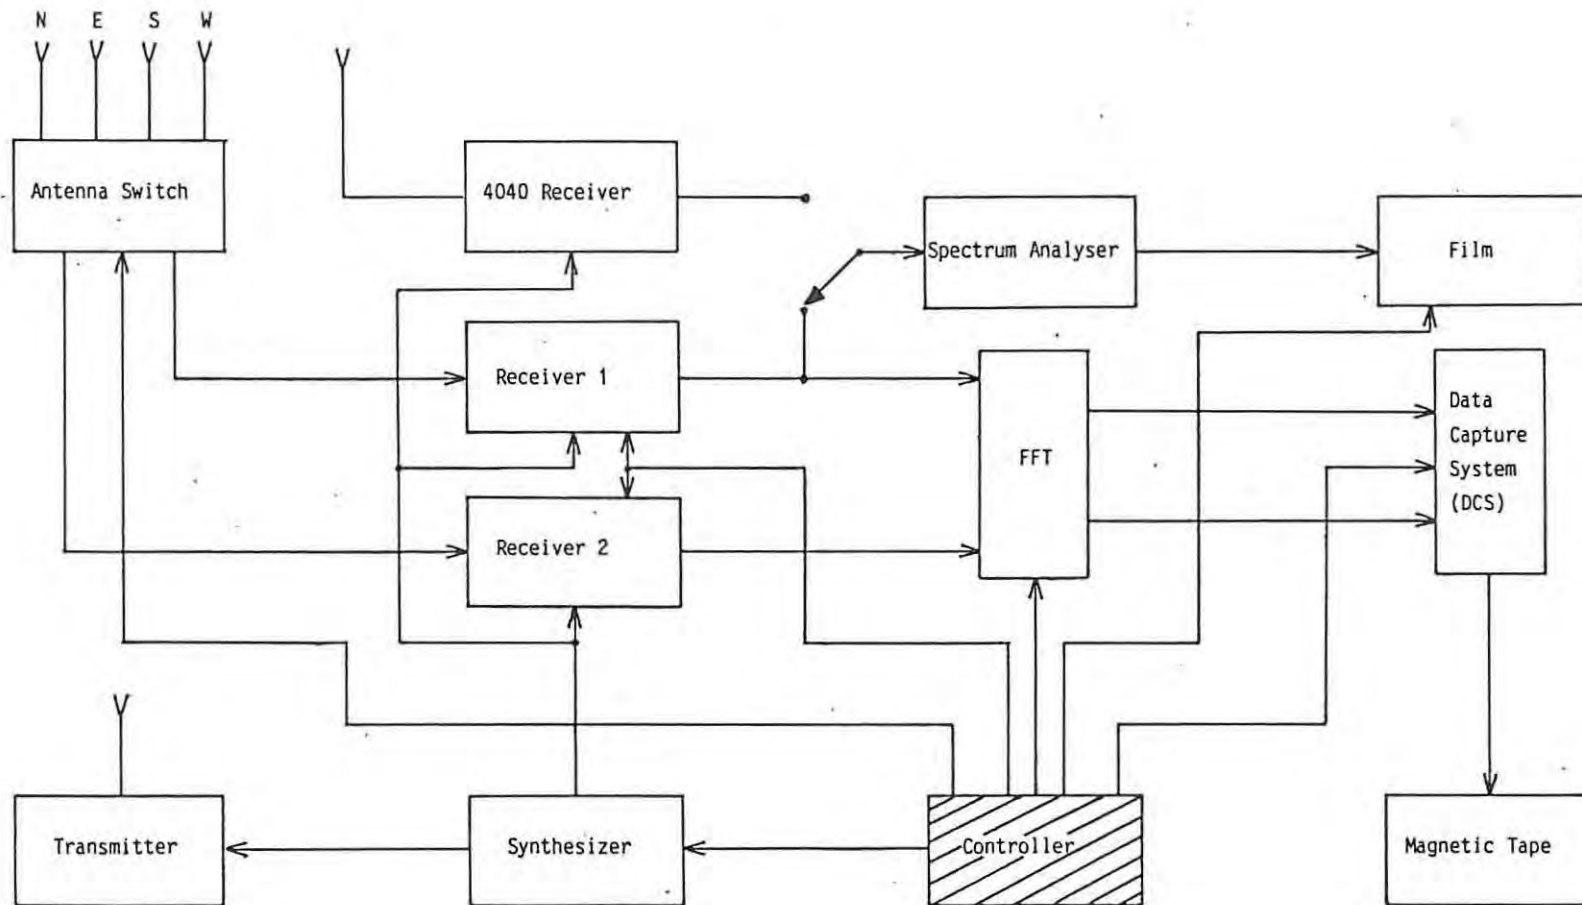 N E S W
Antenna Switch
4040 Receiver
Spectrum Analyser
Film
Receiver 1
FFT
Data
Capture
System
(DCS)
Receiver 2
Transmitter
Synthesizer
Controller
Magnetic Tape